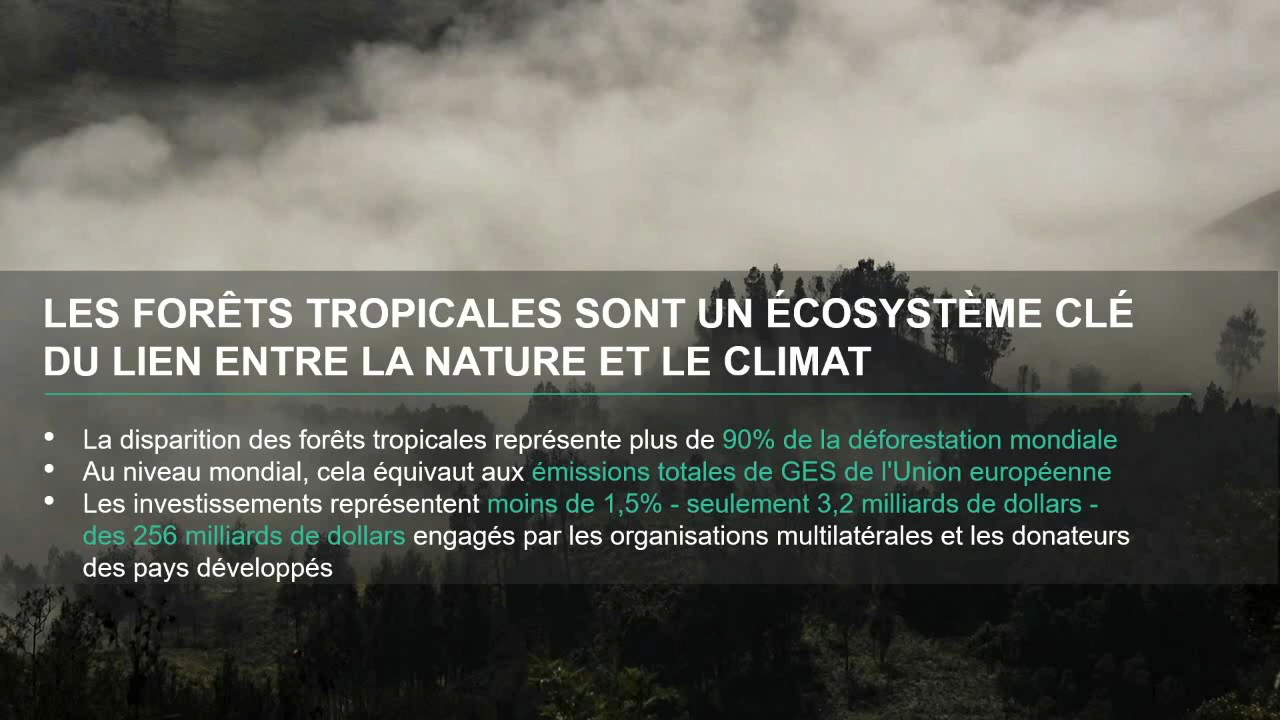 LES FORÊTS TROPICALES SONT UN ÉCOSYSTÈME CLÉ
DU LIEN ENTRE LA NATURE ET LE CLIMAT
• La disparition des forêts tropicales représente plus de 90% de la déforestation mondiale
• Au niveau mondial, cela équivaut aux émissions totales de GES de l'Union européenne
• Les investissements représentent moins de 1,5% - seulement 3,2 milliards de dollars -
des 256 milliards de dollars engagés par les organisations multilatérales et les donateurs
des pays développés